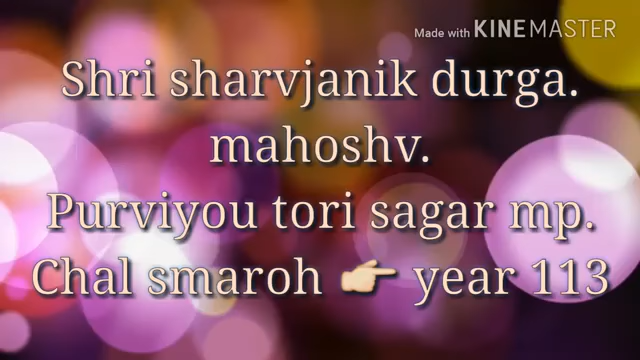 Made with KINEMASTER
Shri sharvjanik durga.
mahoshv.
Purviyou tori sagar mp.
Chal smaroh 👉 year 113